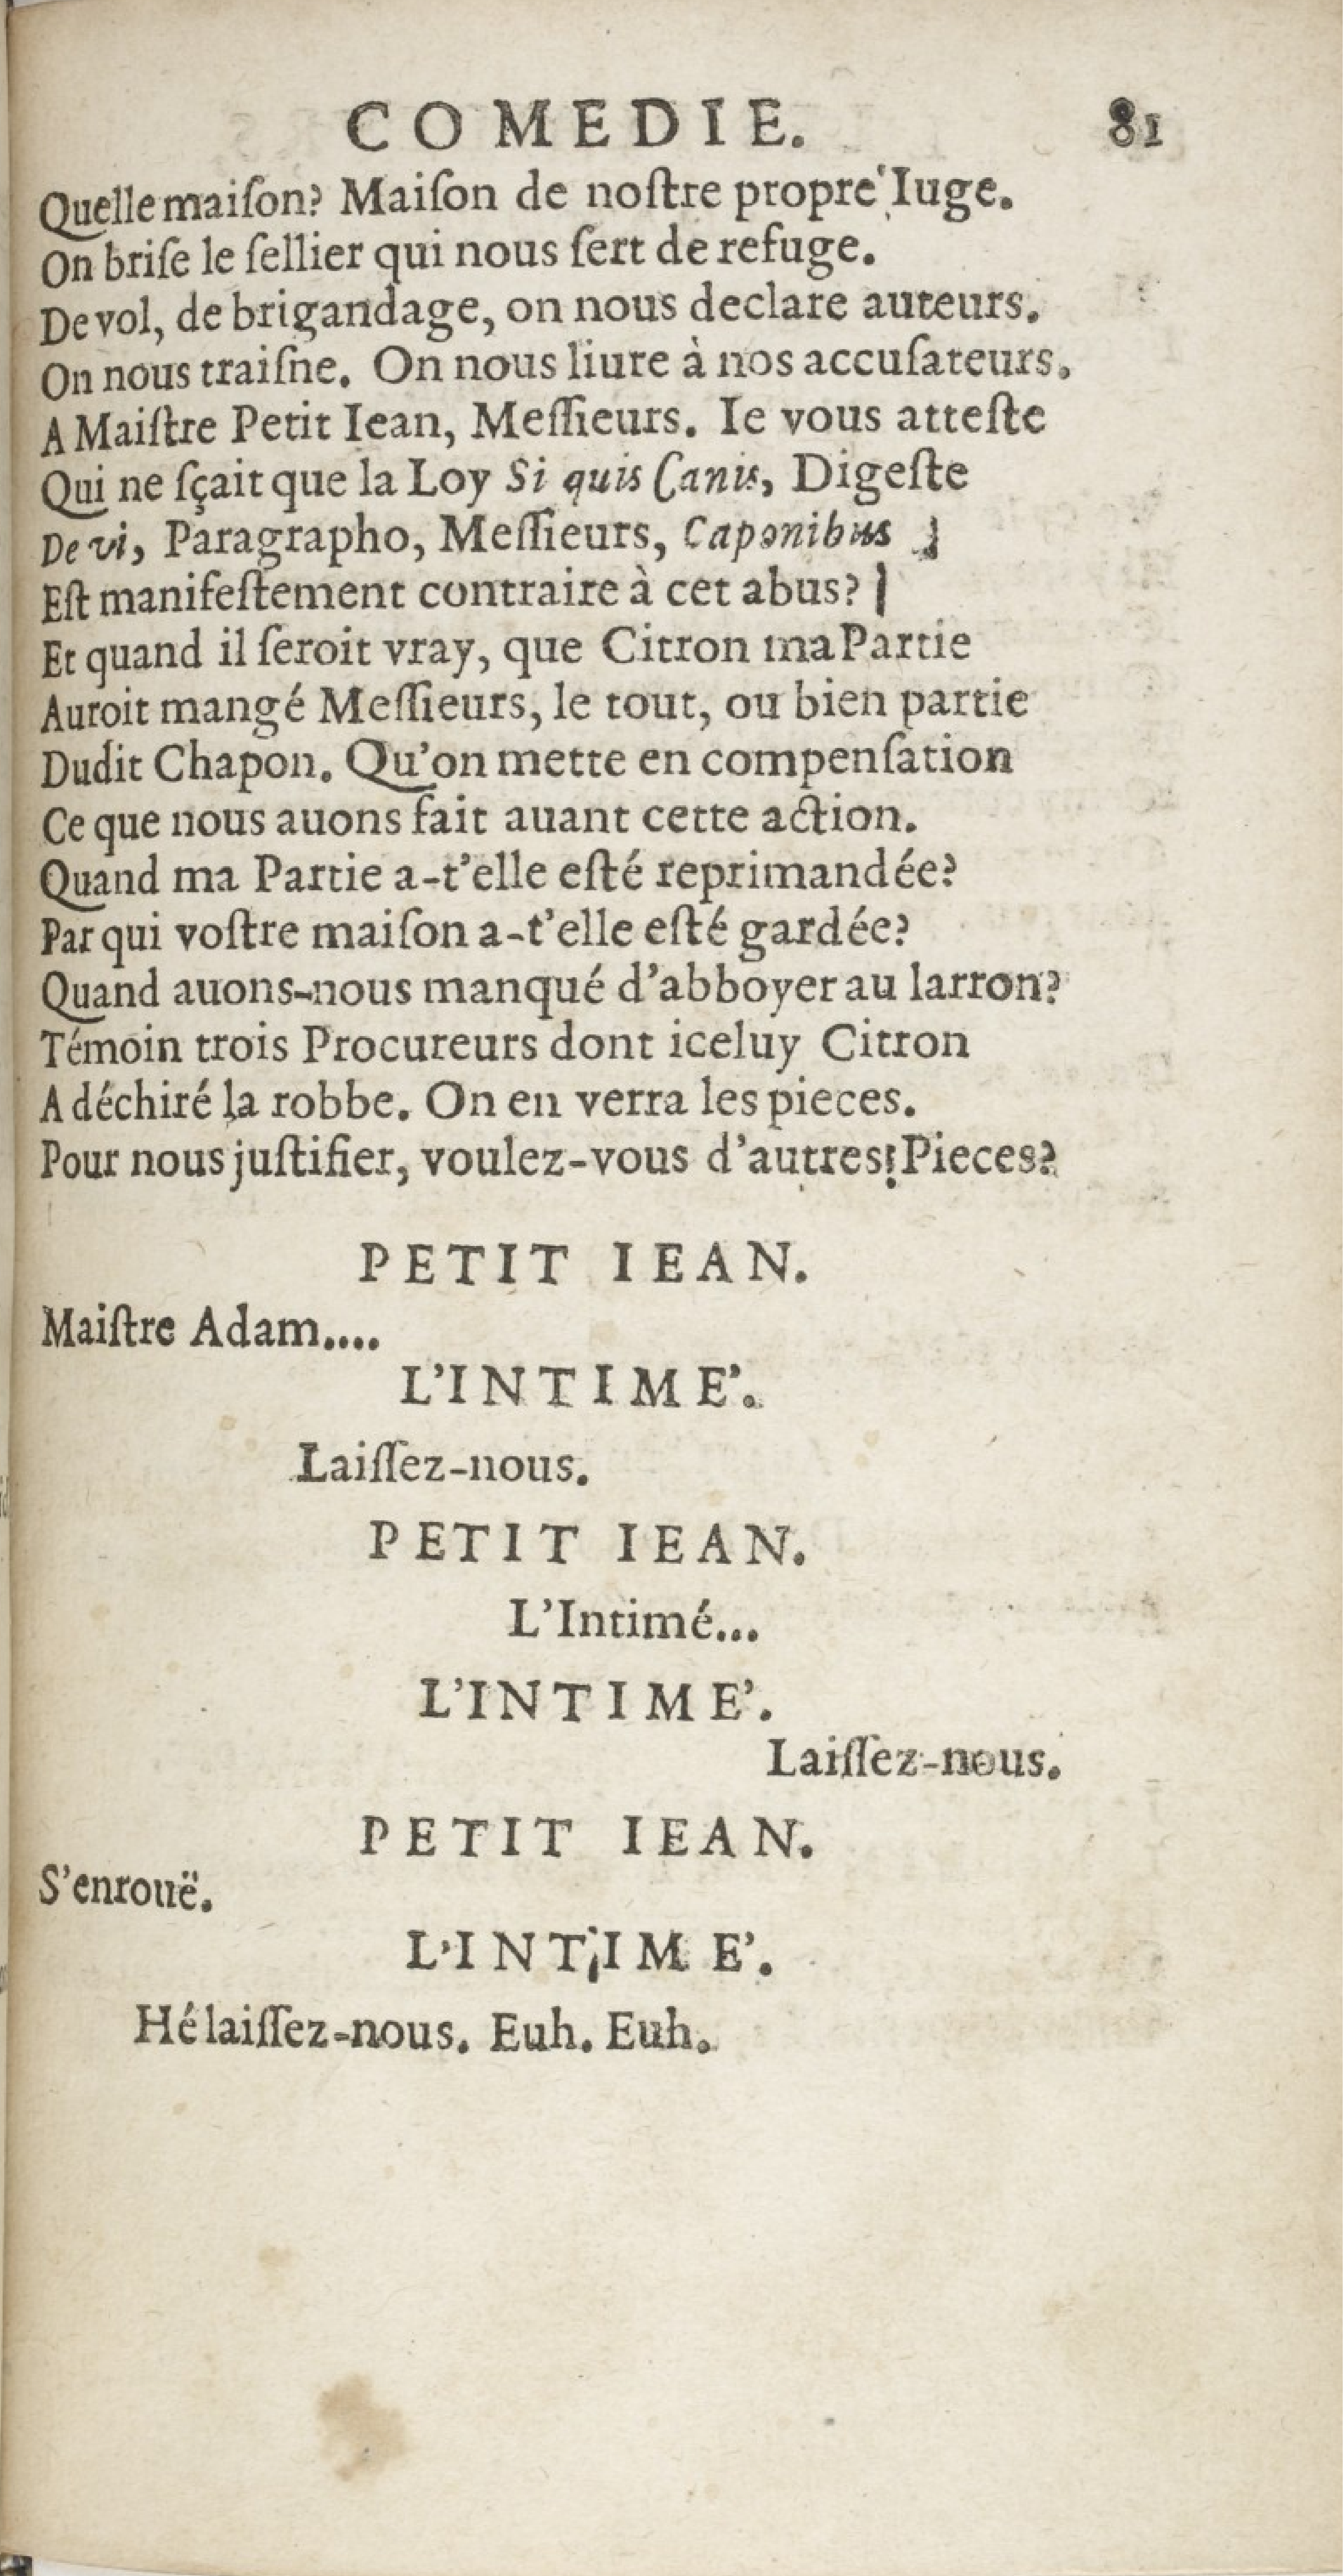 COMEDIE. 81
Quelle maiſon? Maiſon de noſtre propre Iuge.
On briſe le ſellier qui nous ſert de refuge.
De vol, de brigandage, on nous declare auteurs.
On nous traiſne. On nous liure à nos accuſateurs.
A Maiſtre Petit Iean, Meſſieurs. Ie vous atteſte
Qui ne ſçait que la Loy Si quis Canis, Digeſte
De vi, Paragrapho, Meſſieurs, Caponibus
Eſt manifeſtement contraire à cet abus?
Et quand il ſeroit vray, que Citron ma Partie
Auroit mangé Meſſieurs, le tout, ou bien partie
Dudit Chapon. Qu'on mette en compenſation
Ce que nous auons fait auant cette action.
Quand ma Partie a-t'elle eſté reprimandée?
Par qui voſtre maiſon a-t'elle eſté gardée?
Quand auons-nous manqué d'abboyer au larron?
Témoin trois Procureurs dont iceluy Citron
A déchiré la robbe. On en verra les pieces.
Pour nous juſtifier, voulez-vous d'autres Pieces?
PETIT IEAN.
Maiſtre Adam....
L'INTIME'.
Laiſſez-nous.
PETIT IEAN.
L'Intimé...
L'INTIME'.
Laiſſez-nous.
PETIT IEAN.
S'enrouë.
L'INTIME'.
Hé laiſſez-nous. Euh. Euh.